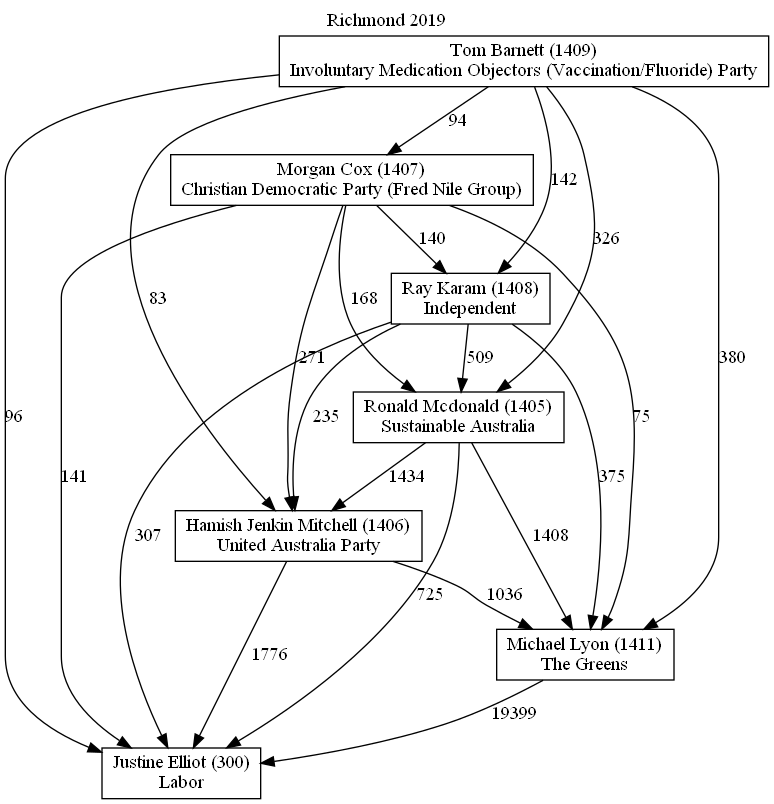 Richmond 2019
Tom Barnett (1409)
Involuntary Medication Objectors (Vaccination/Fluoride) Party
94
Morgan Cox (1407)
Christian Democratic Party (Fred Nile Group)
142
140
326
Ray Karam (1408)
Independent
83
168
271
509
380
Ronald Mcdonald (1405)
Sustainable Australia
96
235
75
141
1434
375
Hamish Jenkin Mitchell (1406)
United Australia Party
307
1408
725
1036
Michael Lyon (1411)
The Greens
1776
19399
Justine Elliot (300)
Labor